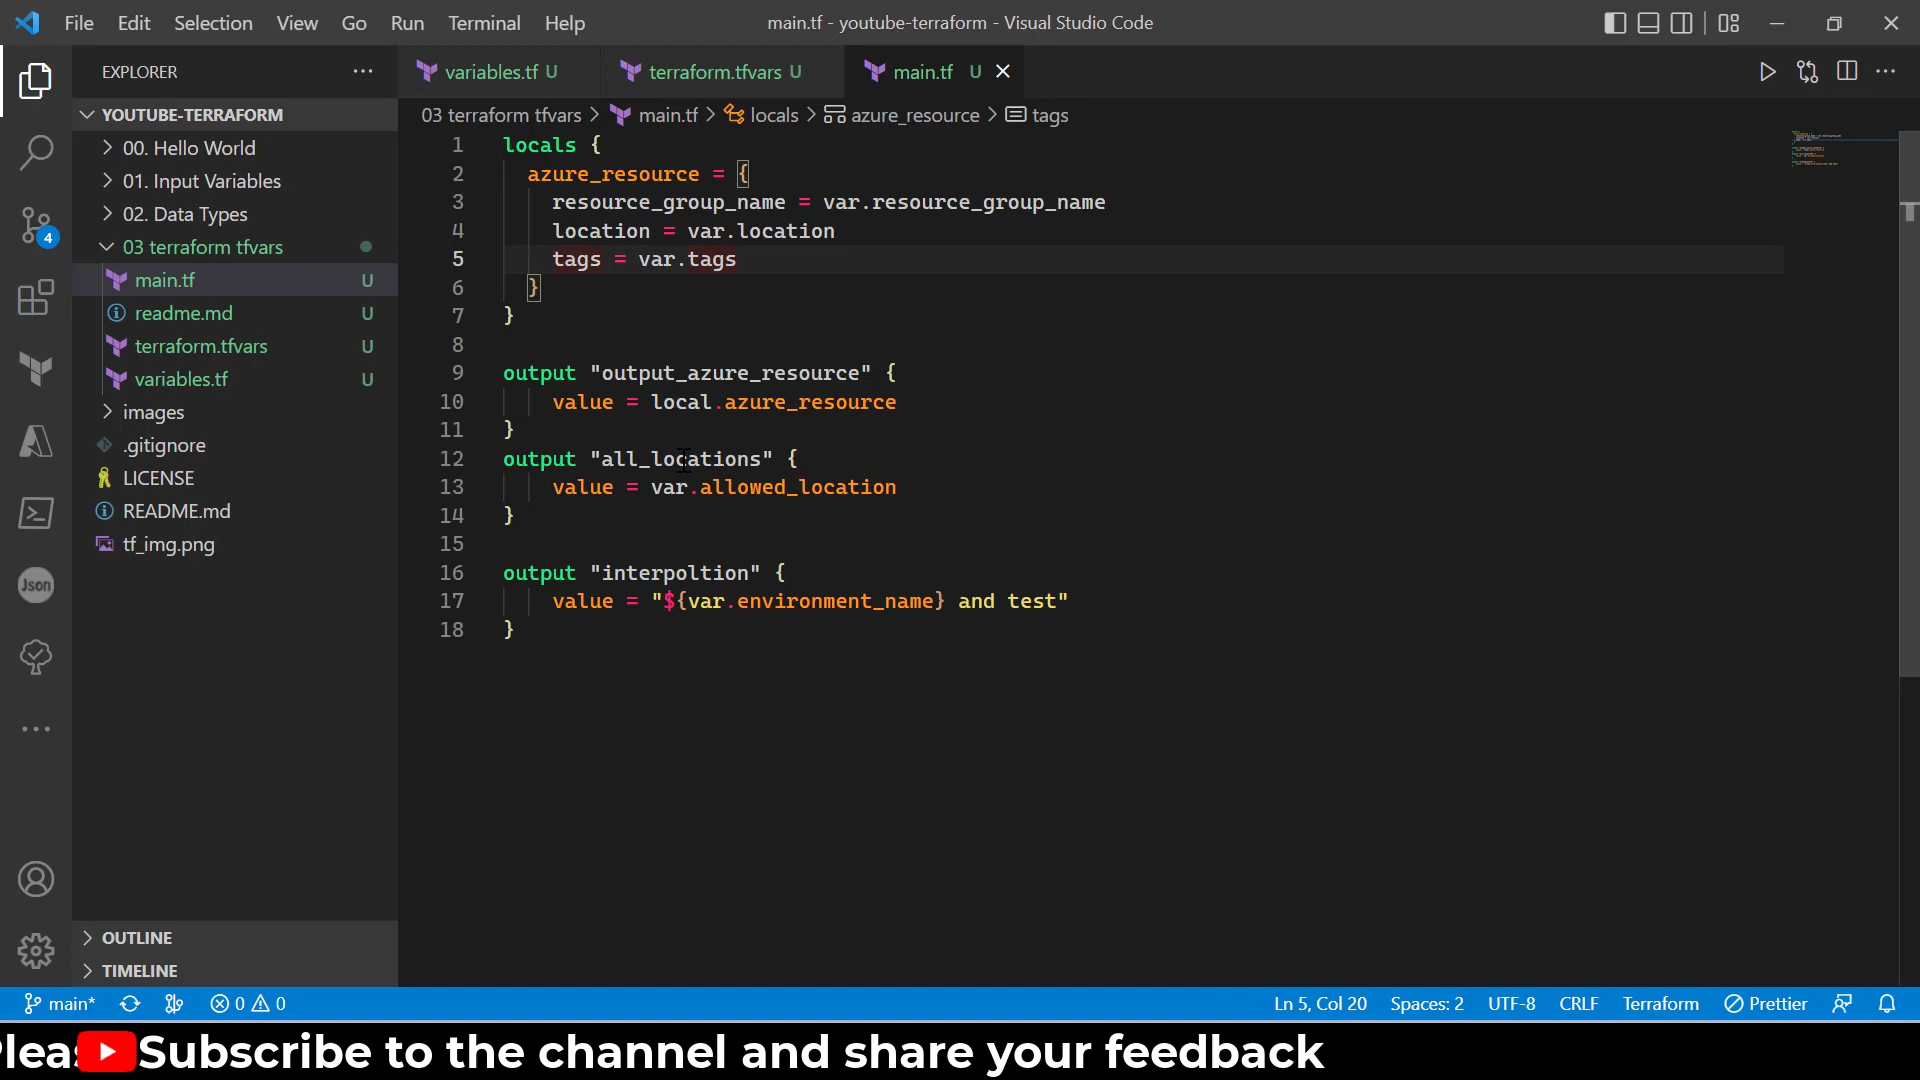 File Edit Selection View Go Run Terminal Help
main.tf - youtube-terraform - Visual Studio Code
EXPLORER
variables.tf U
terraform.tfvars U
main.tf U
YOUTUBE-TERRAFORM
00. Hello World
01. Input Variables
02. Data Types
03 terraform tfvars
main.tf U
readme.md U
terraform.tfvars U
variables.tf U
images
.gitignore
LICENSE
README.md
tf_img.png
4
Json
OUTLINE
TIMELINE
03 terraform tfvars > main.tf > locals > azure_resource > tags
1 locals {
2 azure_resource = {
3 resource_group_name = var.resource_group_name
4 location = var.location
5 tags = var.tags
6 }
7 }
8
9 output "output_azure_resource" {
10 value = local.azure_resource
11 }
12 output "all_locations" {
13 value = var.allowed_location
14 }
15
16 output "interpoltion" {
17 value = "${var.environment_name} and test"
18 }
main* 0 0 Ln 5, Col 20 Spaces: 2 UTF-8 CRLF Terraform Prettier
Pleas Subscribe to the channel and share your feedback